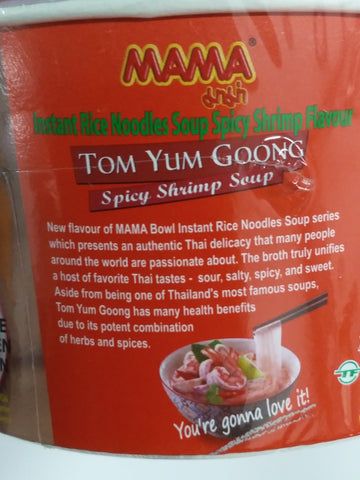 MAMA®
มาม่า
Instant Rice Noodles Soup Spicy Shrimp Flavour
TOM YUM GOONG
Spicy Shrimp Soup
New flavour of MAMA Bowl Instant Rice Noodles Soup series
which presents an authentic Thai delicacy that many people
around the world are passionate about. The broth truly unifies
a host of favorite Thai tastes - sour, salty, spicy, and sweet.
Aside from being one of Thailand's most famous soups,
Tom Yum Goong has many health benefits
due to its potent combination
of herbs and spices.
You're gonna love it!